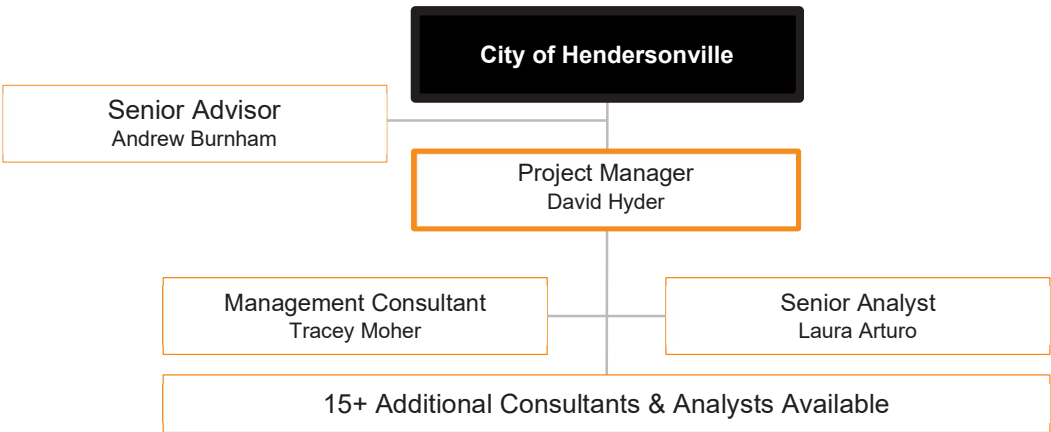 City of Hendersonville
Senior Advisor
Andrew Burnham
Project Manager
David Hyder
Management Consultant
Tracey Moher
Senior Analyst
Laura Arturo
15+ Additional Consultants & Analysts Available